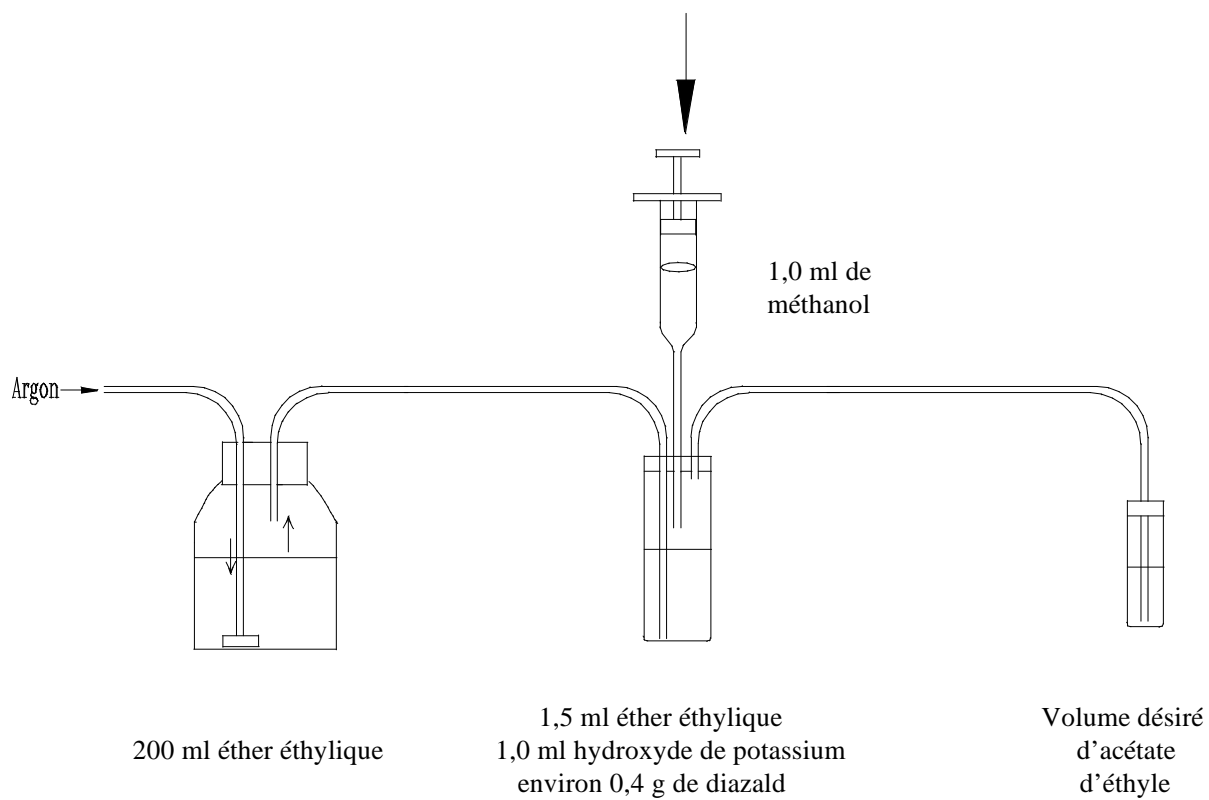 1,0 ml de
méthanol
Argon
200 ml éther éthylique
1,5 ml éther éthylique
1,0 ml hydroxyde de potassium
environ 0,4 g de diazald
Volume désiré
d’acétate
d’éthyle